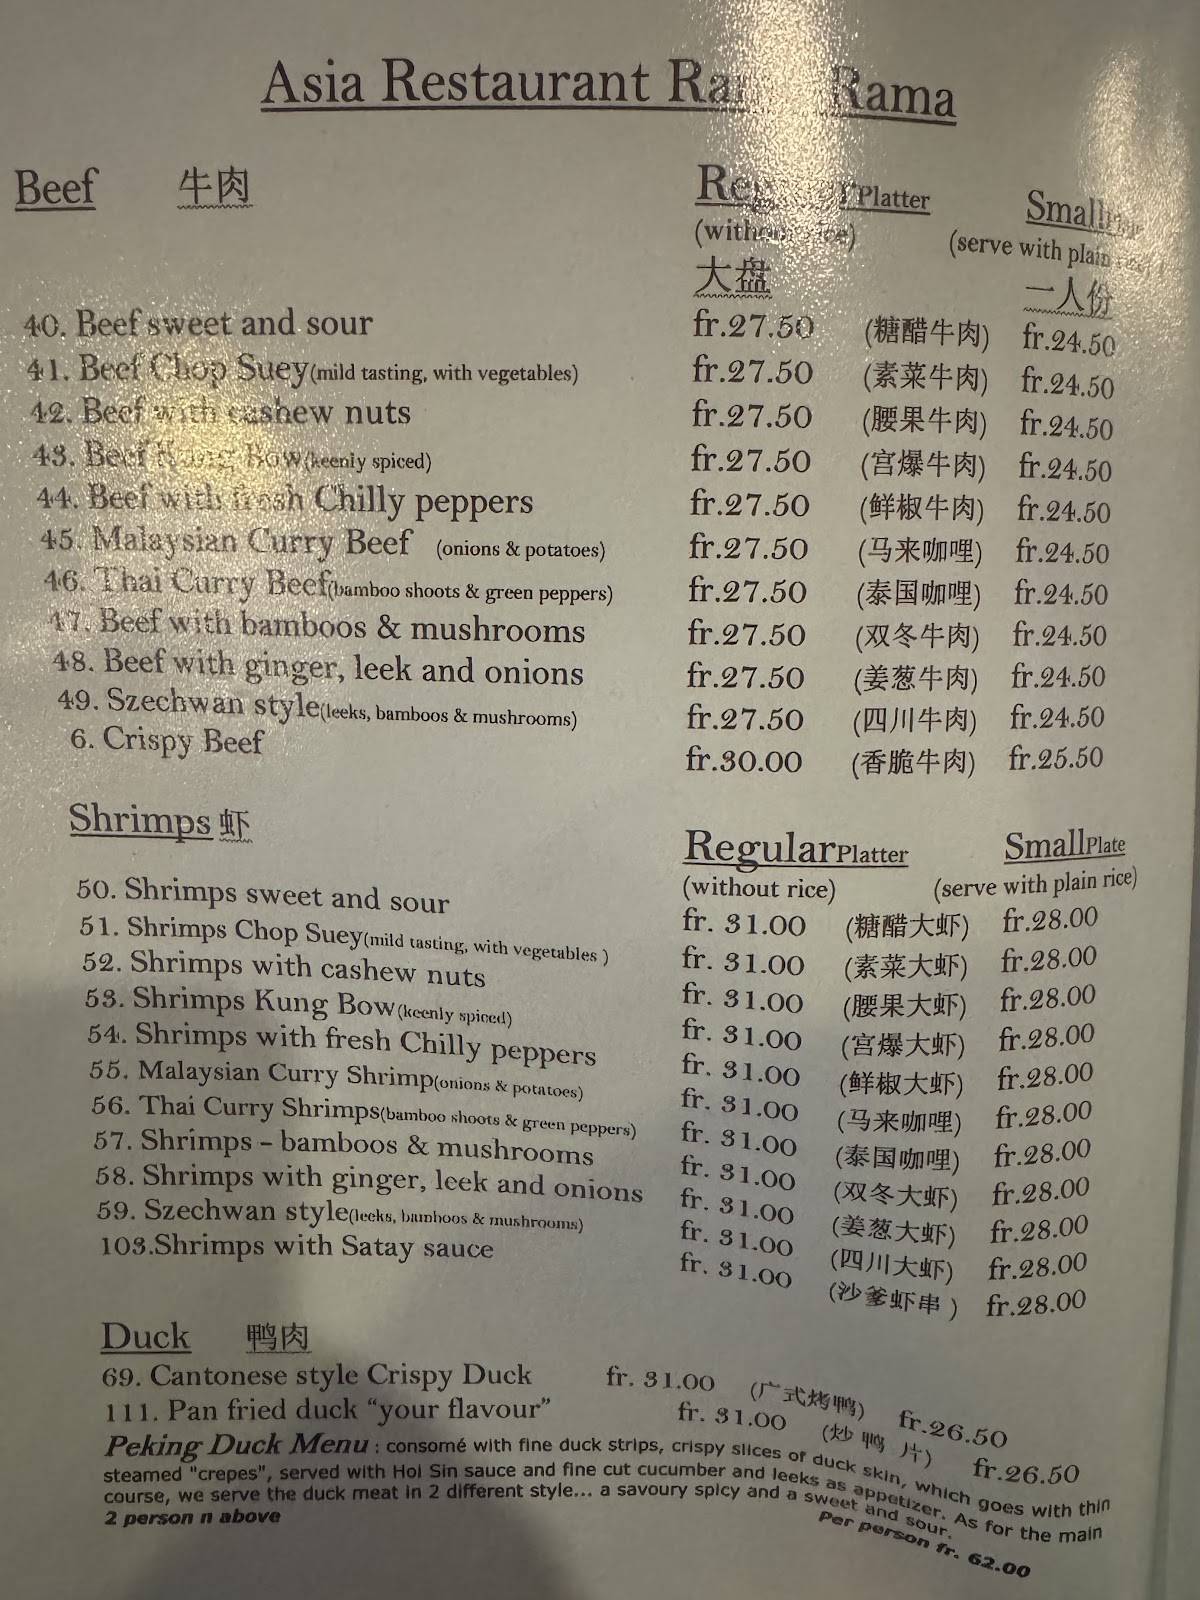 Asia Restaurant Rama Rama
Beef 牛肉 Regular Platter Small Plate
(without rice) (serve with plain rice)
大盘 一人份
40. Beef sweet and sour fr.27.50 (糖醋牛肉) fr.24.50
41. Beef Chop Suey(mild tasting, with vegetables) fr.27.50 (素菜牛肉) fr.24.50
42. Beef with cashew nuts fr.27.50 (腰果牛肉) fr.24.50
43. Beef Kung Bow(keenly spiced) fr.27.50 (宫爆牛肉) fr.24.50
44. Beef with fresh Chilly peppers fr.27.50 (鲜椒牛肉) fr.24.50
45. Malaysian Curry Beef (onions & potatoes) fr.27.50 (马来咖哩) fr.24.50
46. Thai Curry Beef(bamboo shoots & green peppers) fr.27.50 (泰国咖哩) fr.24.50
47. Beef with bamboos & mushrooms fr.27.50 (双冬牛肉) fr.24.50
48. Beef with ginger, leek and onions fr.27.50 (姜葱牛肉) fr.24.50
49. Szechwan style(leeks, bamboos & mushrooms) fr.27.50 (四川牛肉) fr.24.50
6. Crispy Beef fr.30.00 (香脆牛肉) fr.25.50
Shrimps 虾 Regular Platter Small Plate
(without rice) (serve with plain rice)
50. Shrimps sweet and sour fr. 31.00 (糖醋大虾) fr.28.00
51. Shrimps Chop Suey(mild tasting, with vegetables ) fr. 31.00 (素菜大虾) fr.28.00
52. Shrimps with cashew nuts fr. 31.00 (腰果大虾) fr.28.00
53. Shrimps Kung Bow(keenly spiced) fr. 31.00 (宫爆大虾) fr.28.00
54. Shrimps with fresh Chilly peppers fr. 31.00 (鲜椒大虾) fr.28.00
55. Malaysian Curry Shrimp(onions & potatoes) fr. 31.00 (马来咖哩) fr.28.00
56. Thai Curry Shrimps(bamboo shoots & green peppers) fr. 31.00 (泰国咖哩) fr.28.00
57. Shrimps – bamboos & mushrooms fr. 31.00 (双冬大虾) fr.28.00
58. Shrimps with ginger, leek and onions fr. 31.00 (姜葱大虾) fr.28.00
59. Szechwan style(leeks, bamboos & mushrooms) fr. 31.00 (四川大虾) fr.28.00
103.Shrimps with Satay sauce fr. 31.00 (沙爹虾串 ) fr.28.00
Duck 鸭肉
69. Cantonese style Crispy Duck fr. 31.00 (广式烤鸭) fr.26.50
111. Pan fried duck “your flavour” fr. 31.00 (炒 鸭 片) fr.26.50
Peking Duck Menu : consomé with fine duck strips, crispy slices of duck skin, which goes with thin
steamed "crepes", served with Hoi Sin sauce and fine cut cucumber and leeks as appetizer. As for the main
course, we serve the duck meat in 2 different style... a savoury spicy and a sweet and sour.
2 person n above Per person fr. 62.00